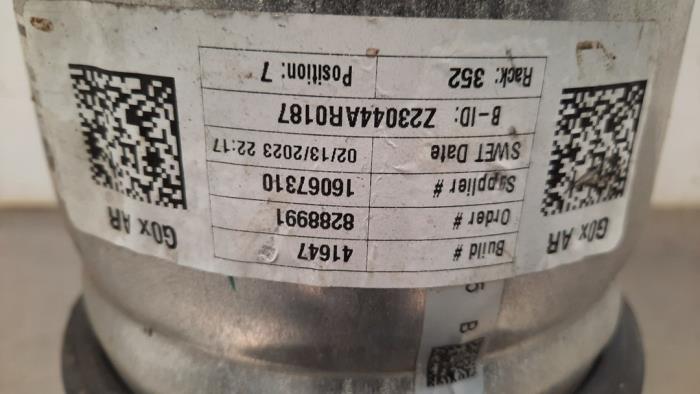 G0x AR
Build # 41647
Order # 8288991
Supplier # 16067310
SWET Date 02/13/2023 22:17
B-ID: Z23044AR0187
Rack: 352 Position: 7
G0x AR
5 B